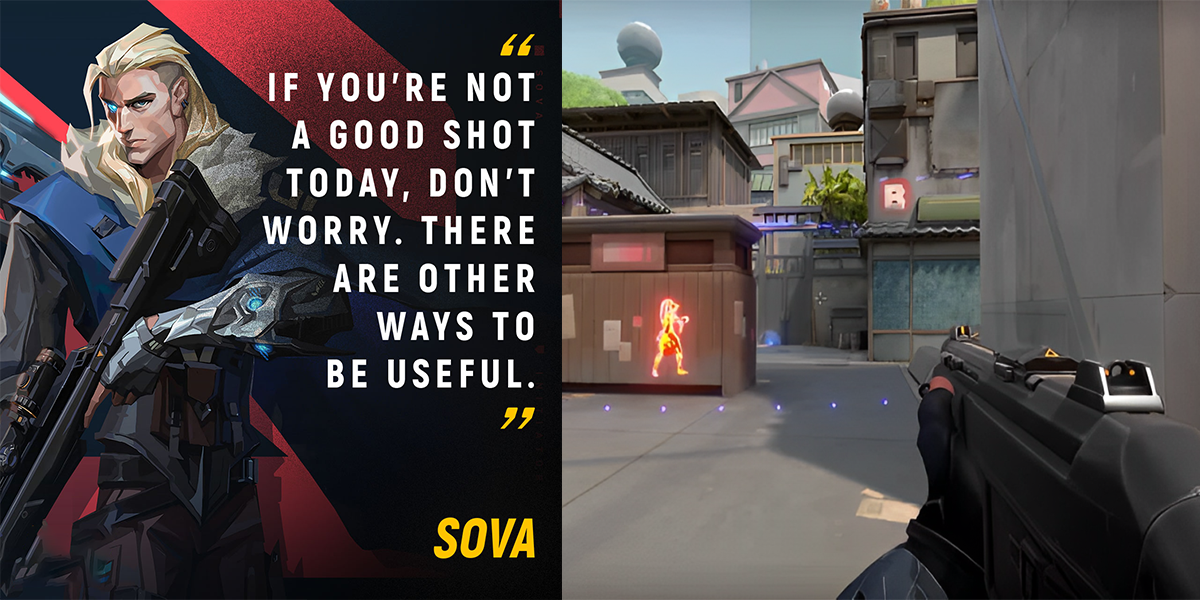 “
IF YOU’RE NOT
A GOOD SHOT
TODAY, DON’T
WORRY. THERE
ARE OTHER
WAYS TO
BE USEFUL.
”
SOVA
B